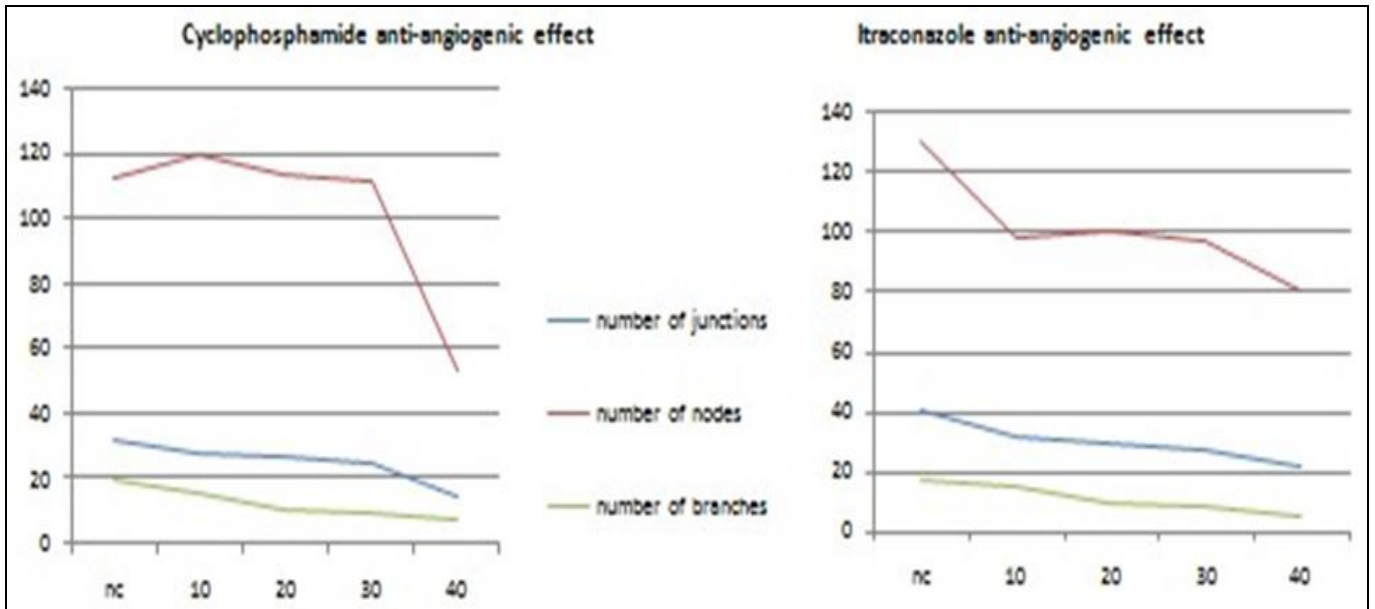 Cyclophosphamide anti-angiogenic effect
140
120
100
80
60
40
20
0
nc 10 20 30 40
number of junctions
number of nodes
number of branches
Itraconazole anti-angiogenic effect
140
120
100
80
60
40
20
0
nc 10 20 30 40